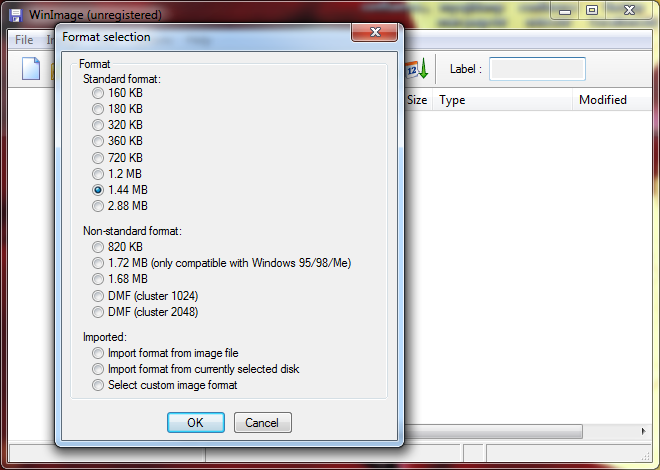 WinImage (unregistered)
File
Format selection
12
Label :
Size Type Modified
Format
Standard format:
160 KB
180 KB
320 KB
360 KB
720 KB
1.2 MB
1.44 MB
2.88 MB
Non-standard format:
820 KB
1.72 MB (only compatible with Windows 95/98/Me)
1.68 MB
DMF (cluster 1024)
DMF (cluster 2048)
Imported:
Import format from image file
Import format from currently selected disk
Select custom image format
OK Cancel